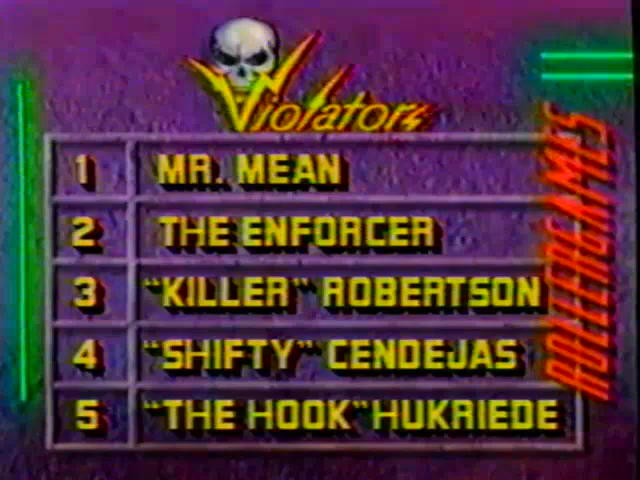 Violators
1 MR. MEAN
2 THE ENFORCER
3 "KILLER" ROBERTSON
4 "SHIFTY" CENDEJAS
5 "THE HOOK" HUKRIEDE
ROLLERGAMES